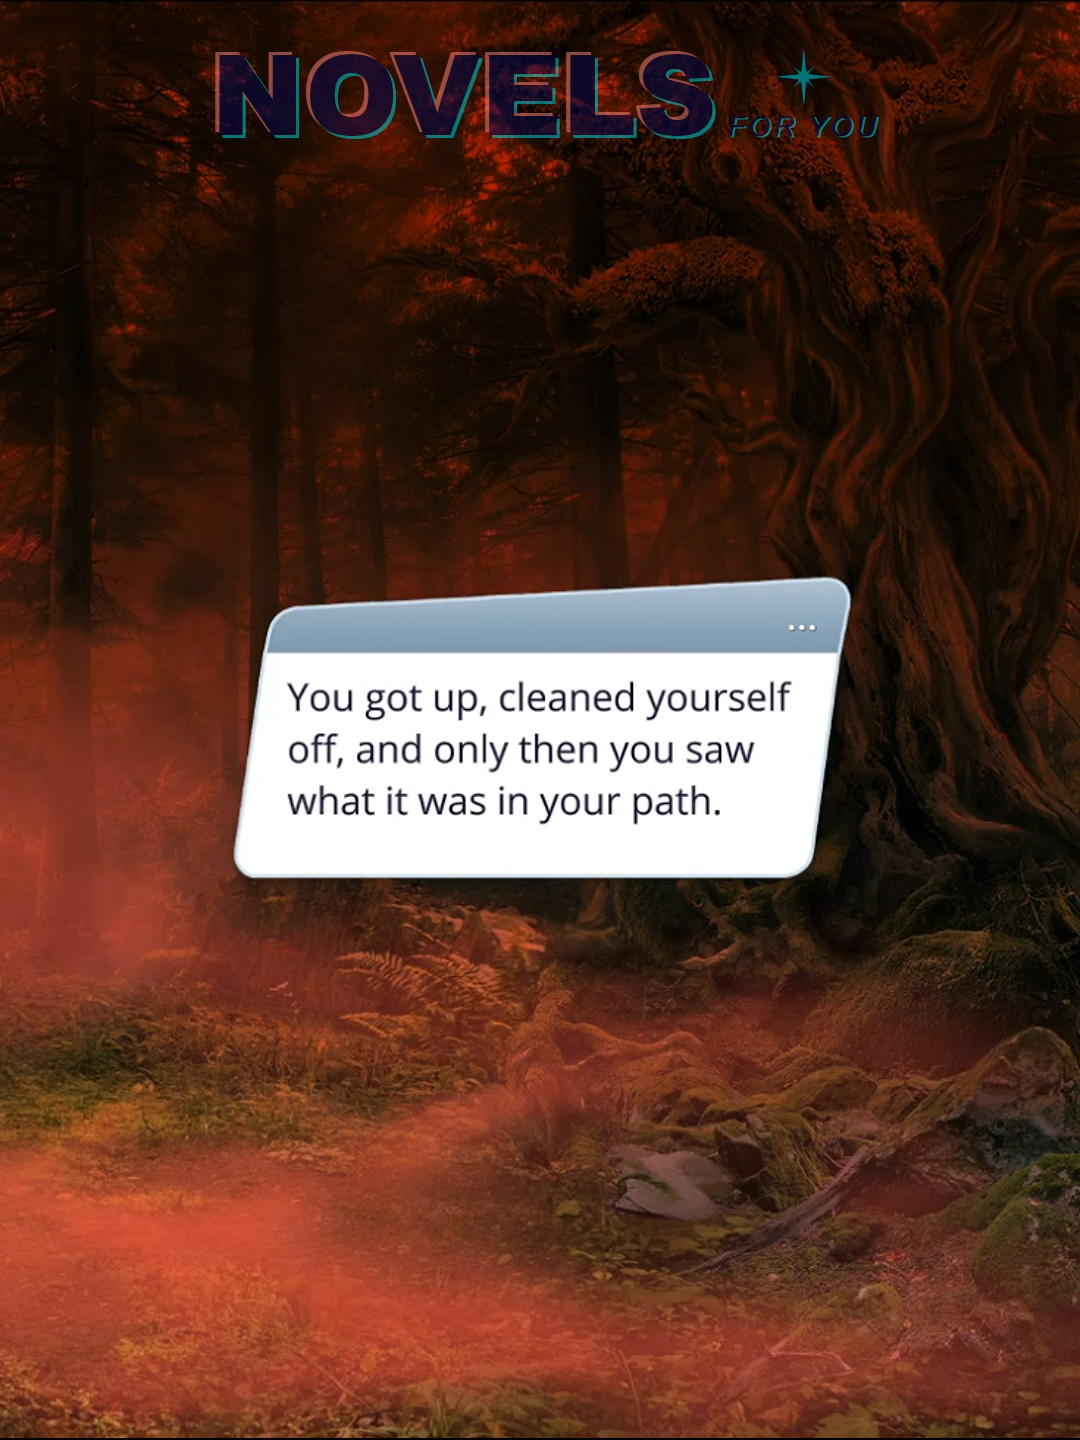 NOVELS FOR YOU
You got up, cleaned yourself
off, and only then you saw
what it was in your path.